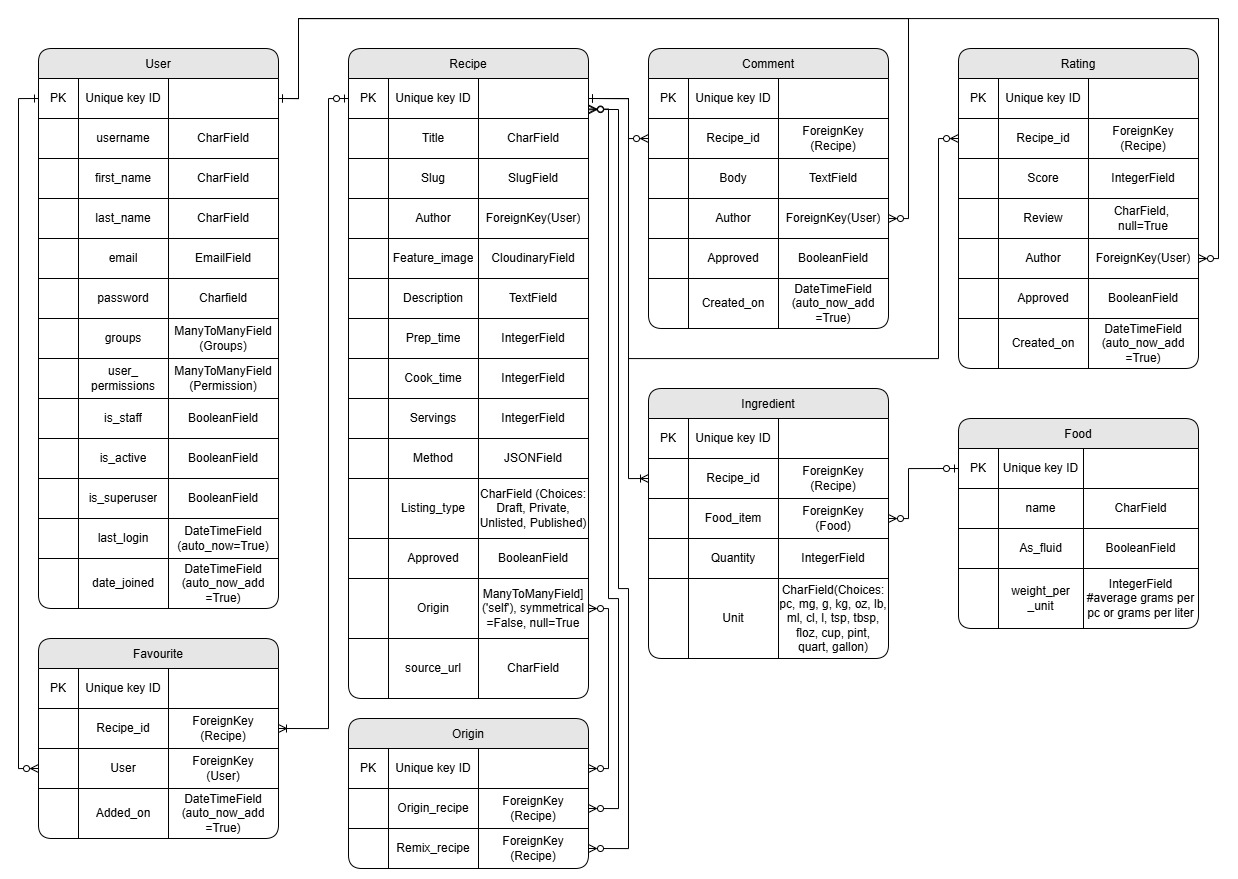 User
PK Unique key ID
username CharField
first_name CharField
last_name CharField
email EmailField
password Charfield
groups ManyToManyField
(Groups)
user_
permissions ManyToManyField
(Permission)
is_staff BooleanField
is_active BooleanField
is_superuser BooleanField
last_login DateTimeField
(auto_now=True)
date_joined DateTimeField
(auto_now_add
=True)
Favourite
PK Unique key ID
Recipe_id ForeignKey
(Recipe)
User ForeignKey
(User)
Added_on DateTimeField
(auto_now_add
=True)
Recipe
PK Unique key ID
Title CharField
Slug SlugField
Author ForeignKey(User)
Feature_image CloudinaryField
Description TextField
Prep_time IntegerField
Cook_time IntegerField
Servings IntegerField
Method JSONField
Listing_type CharField (Choices:
Draft, Private,
Unlisted, Published)
Approved BooleanField
Origin ManyToManyField]
('self'), symmetrical
=False, null=True
source_url CharField
Origin
PK Unique key ID
Origin_recipe ForeignKey
(Recipe)
Remix_recipe ForeignKey
(Recipe)
Comment
PK Unique key ID
Recipe_id ForeignKey
(Recipe)
Body TextField
Author ForeignKey(User)
Approved BooleanField
Created_on DateTimeField
(auto_now_add
=True)
Ingredient
PK Unique key ID
Recipe_id ForeignKey
(Recipe)
Food_item ForeignKey
(Food)
Quantity IntegerField
Unit CharField(Choices:
pc, mg, g, kg, oz, lb,
ml, cl, l, tsp, tbsp,
floz, cup, pint,
quart, gallon)
Rating
PK Unique key ID
Recipe_id ForeignKey
(Recipe)
Score IntegerField
Review CharField,
null=True
Author ForeignKey(User)
Approved BooleanField
Created_on DateTimeField
(auto_now_add
=True)
Food
PK Unique key ID
name CharField
As_fluid BooleanField
weight_per
_unit IntegerField
#average grams per
pc or grams per liter